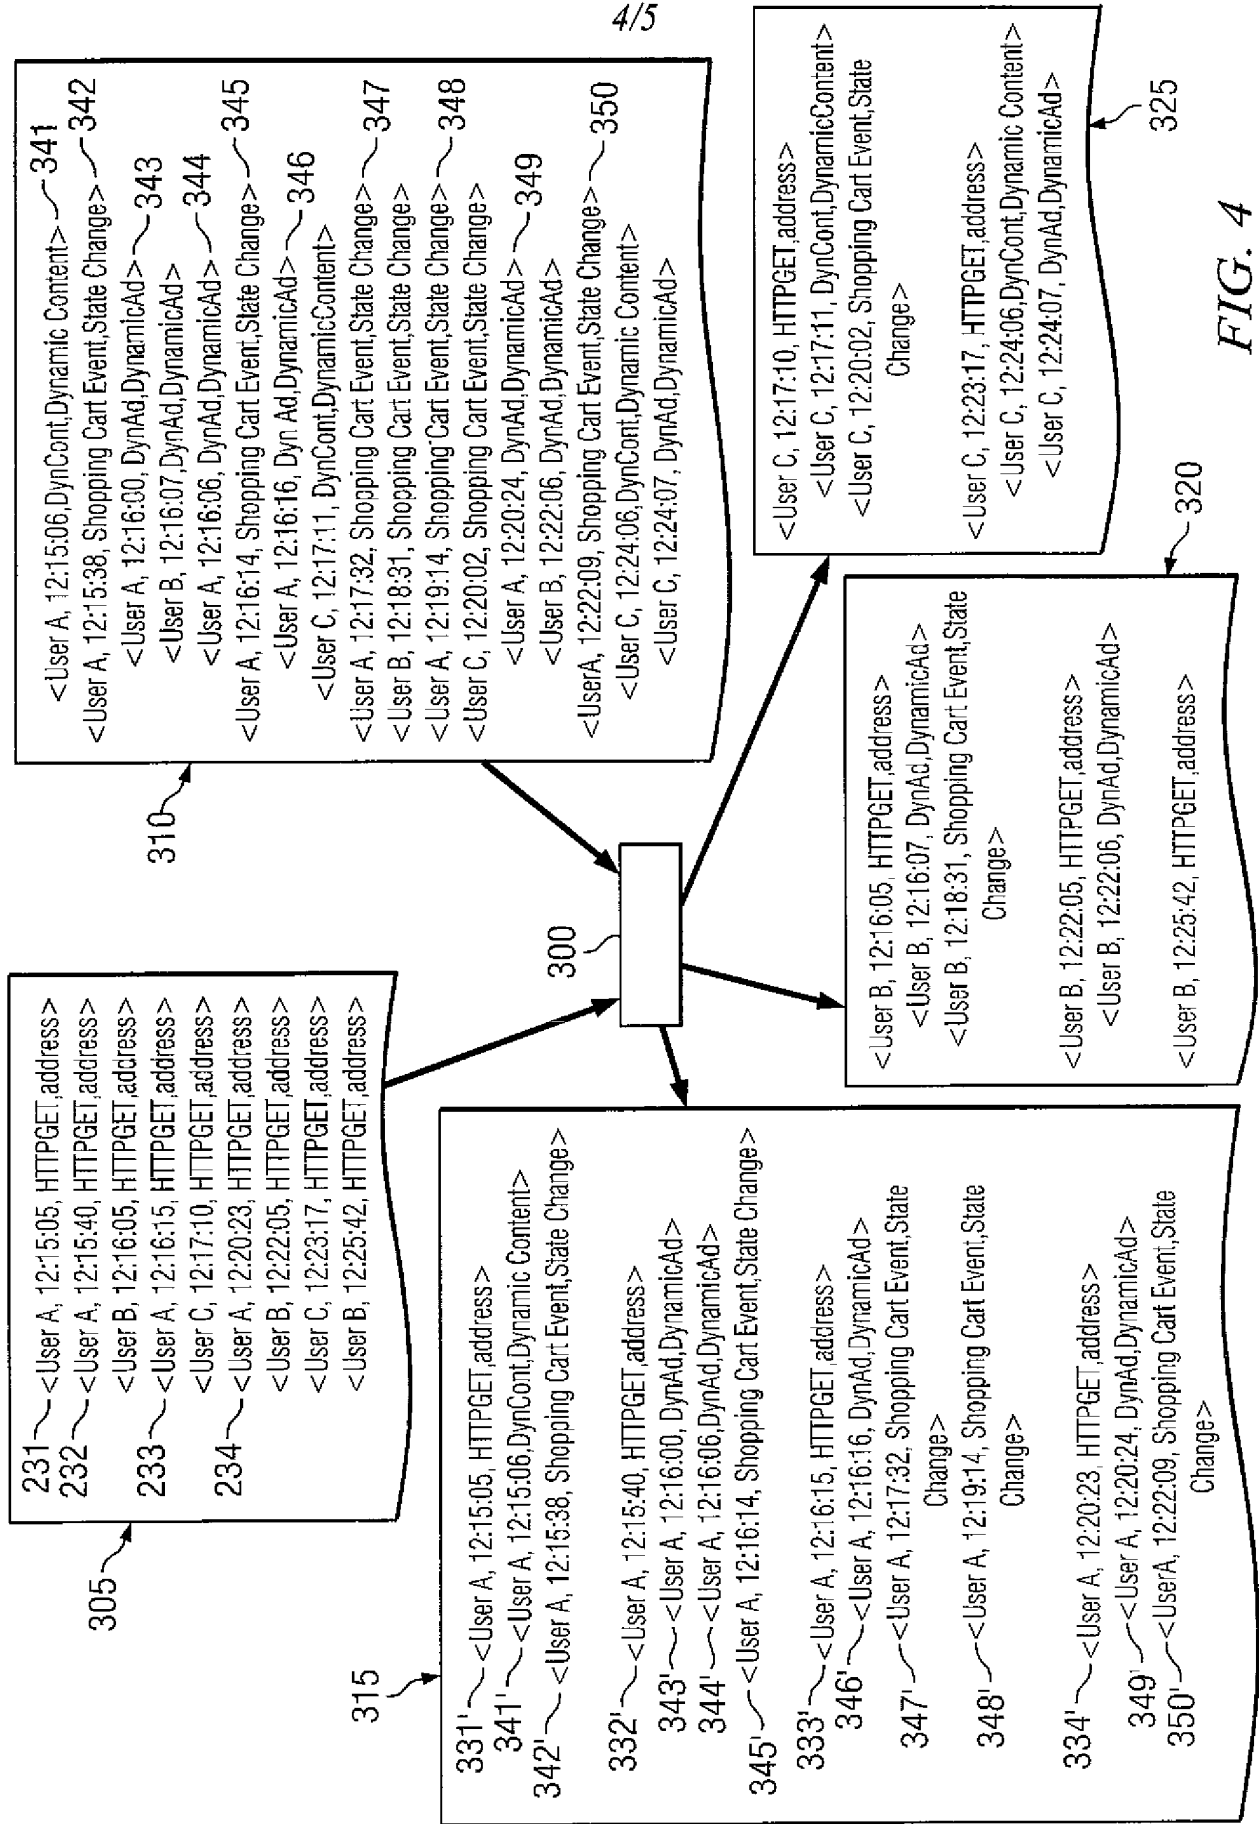 4/5
305
231
<User A, 12:15:05, HTTPGET,address>
232
<User A, 12:15:40, HTTPGET,address>
<User B, 12:16:05, HTTPGET,address>
233
<User A, 12:16:15, HTTPGET,address>
<User C, 12:17:10, HTTPGET,address>
234
<User A, 12:20:23, HTTPGET,address>
<User B, 12:22:05, HTTPGET,address>
<User C, 12:23:17, HTTPGET,address>
<User B, 12:25:42, HTTPGET,address>
310
<User A, 12:15:06,DynCont,Dynamic Content>
341
<User A, 12:15:38, Shopping Cart Event,State Change>
342
<User A, 12:16:00, DynAd,DynamicAd>
343
<User B, 12:16:07,DynAd,DynamicAd>
<User A, 12:16:06, DynAd,DynamicAd>
344
<User A, 12:16:14, Shopping Cart Event,State Change>
345
<User A, 12:16:16, Dyn Ad,DynamicAd>
346
<User C, 12:17:11, DynCont,DynamicContent>
<User A, 12:17:32, Shopping Cart Event,State Change>
347
<User B, 12:18:31, Shopping Cart Event,State Change>
<User A, 12:19:14, Shopping Cart Event,State Change>
348
<User C, 12:20:02, Shopping Cart Event,State Change>
<User A, 12:20:24, DynAd,DynamicAd>
349
<User B, 12:22:06, DynAd,DynamicAd>
<UserA, 12:22:09, Shopping Cart Event,State Change>
350
<User C, 12:24:06,DynCont,Dynamic Content>
<User C, 12:24:07, DynAd,DynamicAd>
300
315
331'
<User A, 12:15:05, HTTPGET,address>
341'
<User A, 12:15:06,DynCont,Dynamic Content>
342'
<User A, 12:15:38, Shopping Cart Event,State Change>
332'
<User A, 12:15:40, HTTPGET,address>
343'
<User A, 12:16:00, DynAd,DynamicAd>
344'
<User A, 12:16:06,DynAd,DynamicAd>
345'
<User A, 12:16:14, Shopping Cart Event,State Change>
333'
<User A, 12:16:15, HTTPGET,address>
346'
<User A, 12:16:16, DynAd,DynamicAd>
347'
<User A, 12:17:32, Shopping Cart Event,State
Change>
348'
<User A, 12:19:14, Shopping Cart Event,State
Change>
334'
<User A, 12:20:23, HTTPGET,address>
349'
<User A, 12:20:24, DynAd,DynamicAd>
350'
<UserA, 12:22:09, Shopping Cart Event,State
Change>
<User B, 12:16:05, HTTPGET,address>
<User B, 12:16:07, DynAd,DynamicAd>
<User B, 12:18:31, Shopping Cart Event,State
Change>
<User B, 12:22:05, HTTPGET,address>
<User B, 12:22:06, DynAd,DynamicAd>
<User B, 12:25:42, HTTPGET,address>
320
<User C, 12:17:10, HTTPGET,address>
<User C, 12:17:11, DynCont,DynamicContent>
<User C, 12:20:02, Shopping Cart Event,State
Change>
<User C, 12:23:17, HTTPGET,address>
<User C, 12:24:06,DynCont,Dynamic Content>
<User C, 12:24:07, DynAd,DynamicAd>
325
FIG. 4